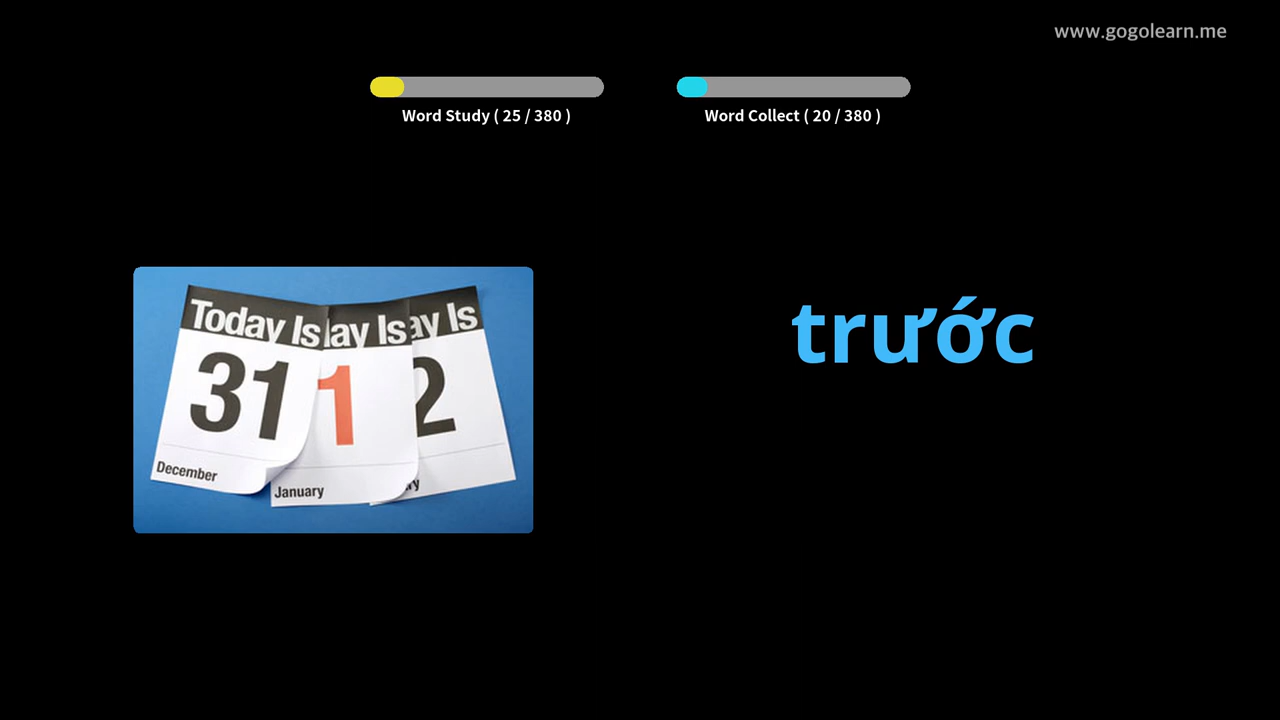 www.gogolearn.me
Word Study ( 25 / 380 )
Word Collect ( 20 / 380 )
Today Is
31
December
ay Is
1
January
ay Is
2
ry
trước